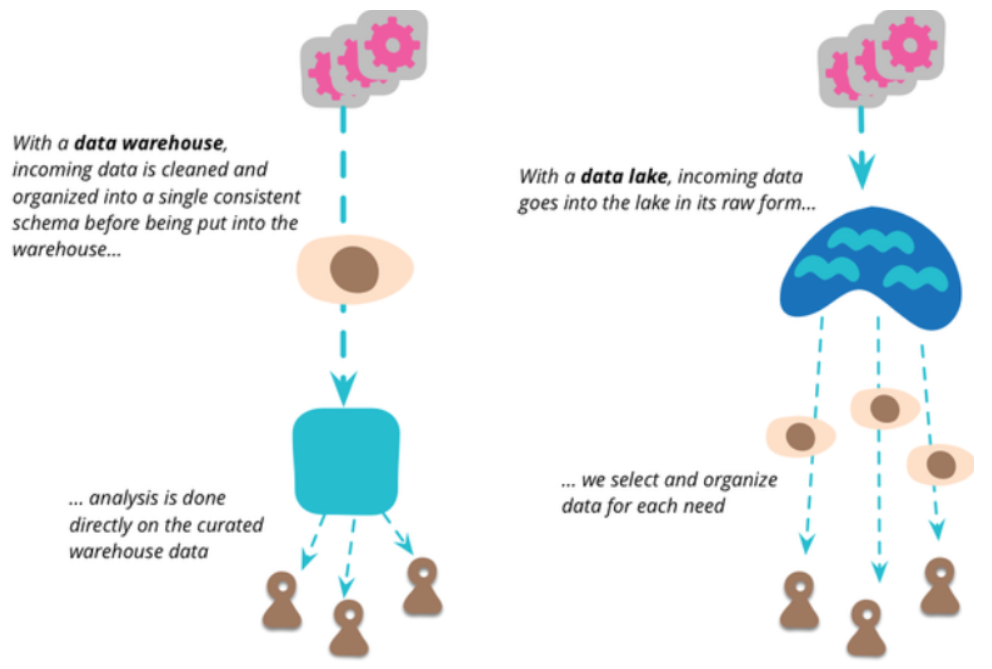 With a data warehouse,
incoming data is cleaned and
organized into a single consistent
schema before being put into the
warehouse...
... analysis is done
directly on the curated
warehouse data
With a data lake, incoming data
goes into the lake in its raw form...
... we select and organize
data for each need